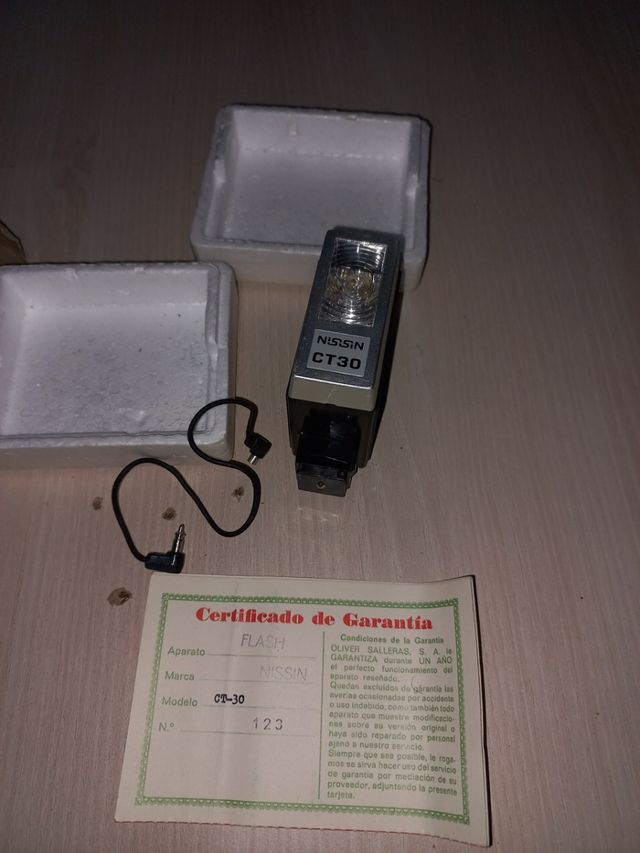 NISSIN
CT30
Certificado de Garantía
Aparato FLASH
Marca NISSIN
Modelo CT-30
N.º 123
Condiciones de la Garantía
OLIVER SALLERAS, S. A. le
GARANTIZA durante UN AÑO
el perfecto funcionamiento del
aparato reseñado.
Quedan excluidos de garantía las
averías ocasionadas por accidente
o uso indebido, como también todo
aparato que muestre modificacio-
nes sobre su versión original o
haya sido reparado por personal
ajeno a nuestro servicio.
Siempre que sea posible, le roga-
mos se sirva hacer uso del servicio
de garantía por mediación de su
proveedor, adjuntando la presente
tarjeta.